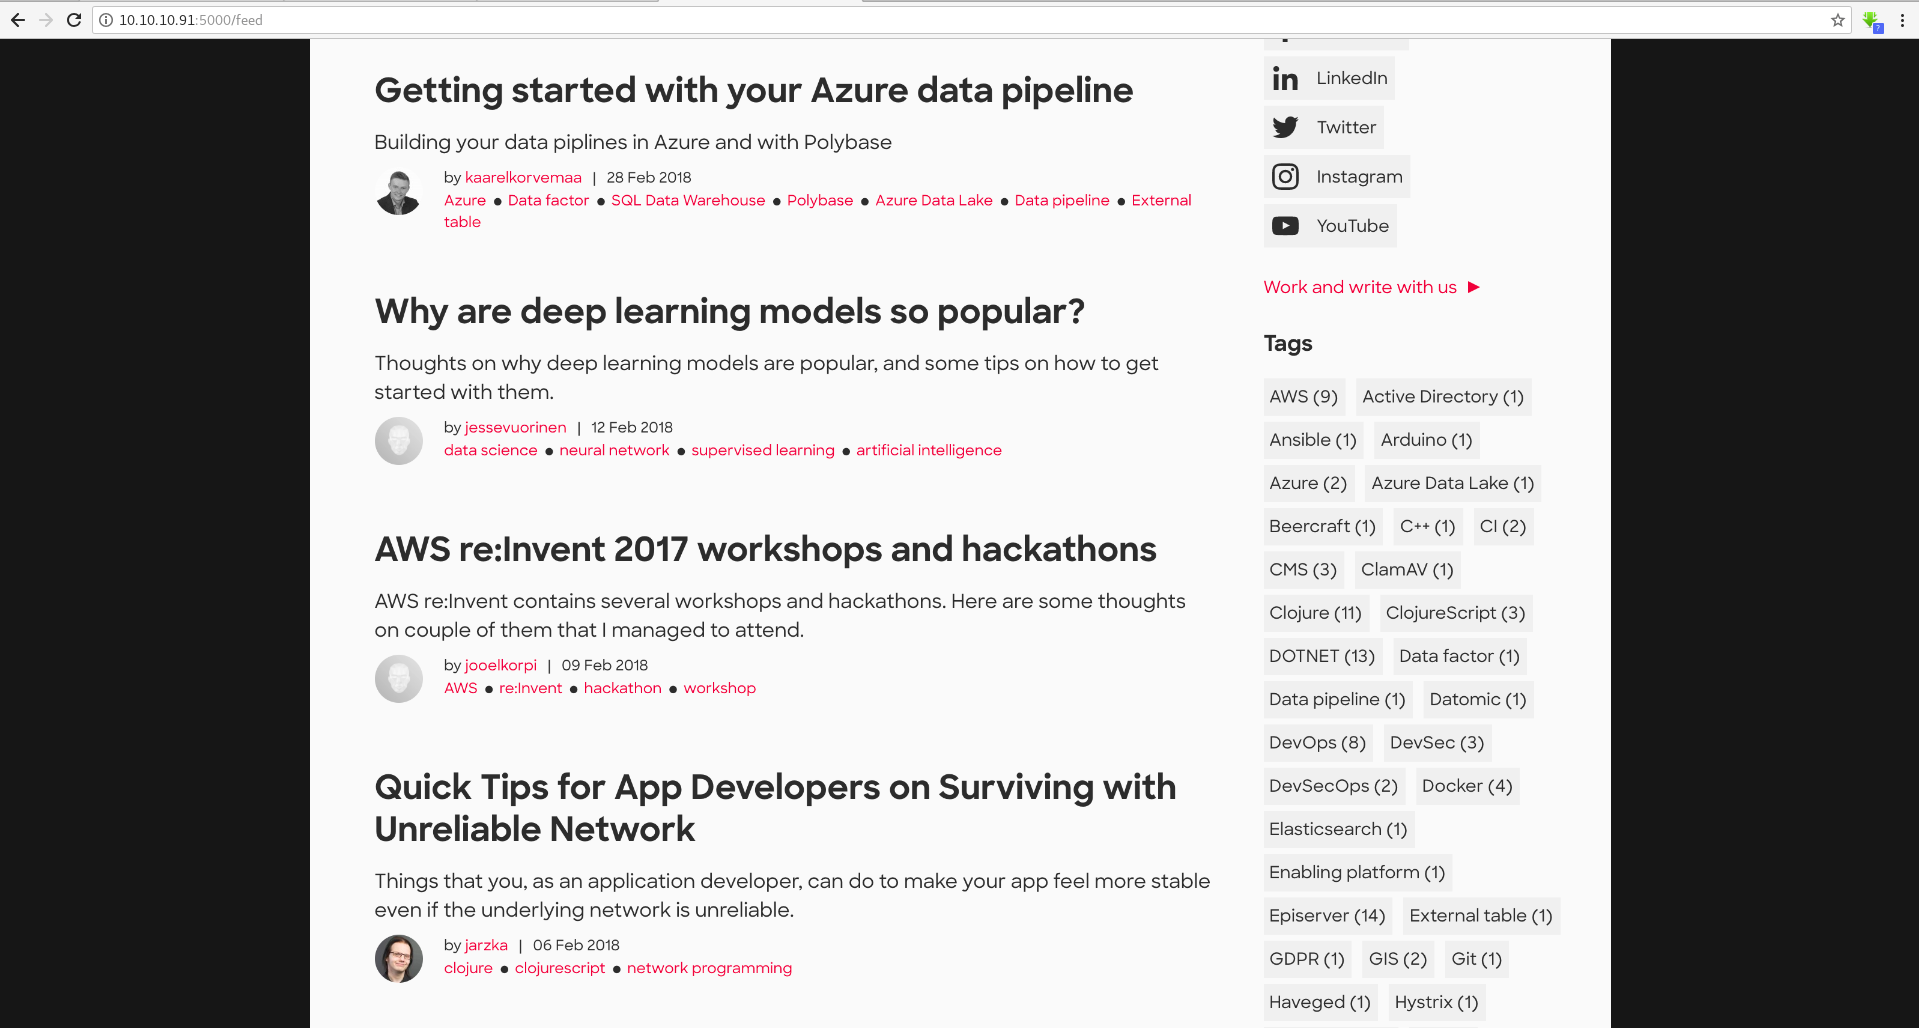 10.10.10.91:5000/feed
Getting started with your Azure data pipeline
Building your data piplines in Azure and with Polybase
by kaarelkorvemaa | 28 Feb 2018
Azure ● Data factor ● SQL Data Warehouse ● Polybase ● Azure Data Lake ● Data pipeline ● External
table
Why are deep learning models so popular?
Thoughts on why deep learning models are popular, and some tips on how to get
started with them.
by jessevuorinen | 12 Feb 2018
data science ● neural network ● supervised learning ● artificial intelligence
AWS re:Invent 2017 workshops and hackathons
AWS re:Invent contains several workshops and hackathons. Here are some thoughts
on couple of them that I managed to attend.
by jooelkorpi | 09 Feb 2018
AWS ● re:Invent ● hackathon ● workshop
Quick Tips for App Developers on Surviving with
Unreliable Network
Things that you, as an application developer, can do to make your app feel more stable
even if the underlying network is unreliable.
by jarzka | 06 Feb 2018
clojure ● clojurescript ● network programming
LinkedIn
Twitter
Instagram
YouTube
Work and write with us ►
Tags
AWS (9) Active Directory (1)
Ansible (1) Arduino (1)
Azure (2) Azure Data Lake (1)
Beercraft (1) C++ (1) CI (2)
CMS (3) ClamAV (1)
Clojure (11) ClojureScript (3)
DOTNET (13) Data factor (1)
Data pipeline (1) Datomic (1)
DevOps (8) DevSec (3)
DevSecOps (2) Docker (4)
Elasticsearch (1)
Enabling platform (1)
Episerver (14) External table (1)
GDPR (1) GIS (2) Git (1)
Haveged (1) Hystrix (1)